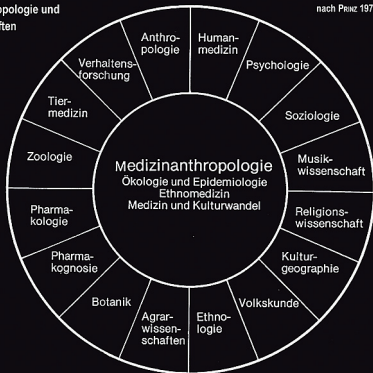 opologie und
ften
nach PRINZ 197
Anthro-
pologie
Human-
medizin
Psychologie
Soziologie
Musik-
wissenschaft
Religions-
wissenschaft
Kultur-
geographie
Volkskunde
Ethno-
logie
Agrar-
wissen-
schaften
Botanik
Pharma-
kognosie
Pharma-
kologie
Zoologie
Tier-
medizin
Verhaltens-
forschung
Medizinanthropologie
Ökologie und Epidemiologie
Ethnomedizin
Medizin und Kulturwandel